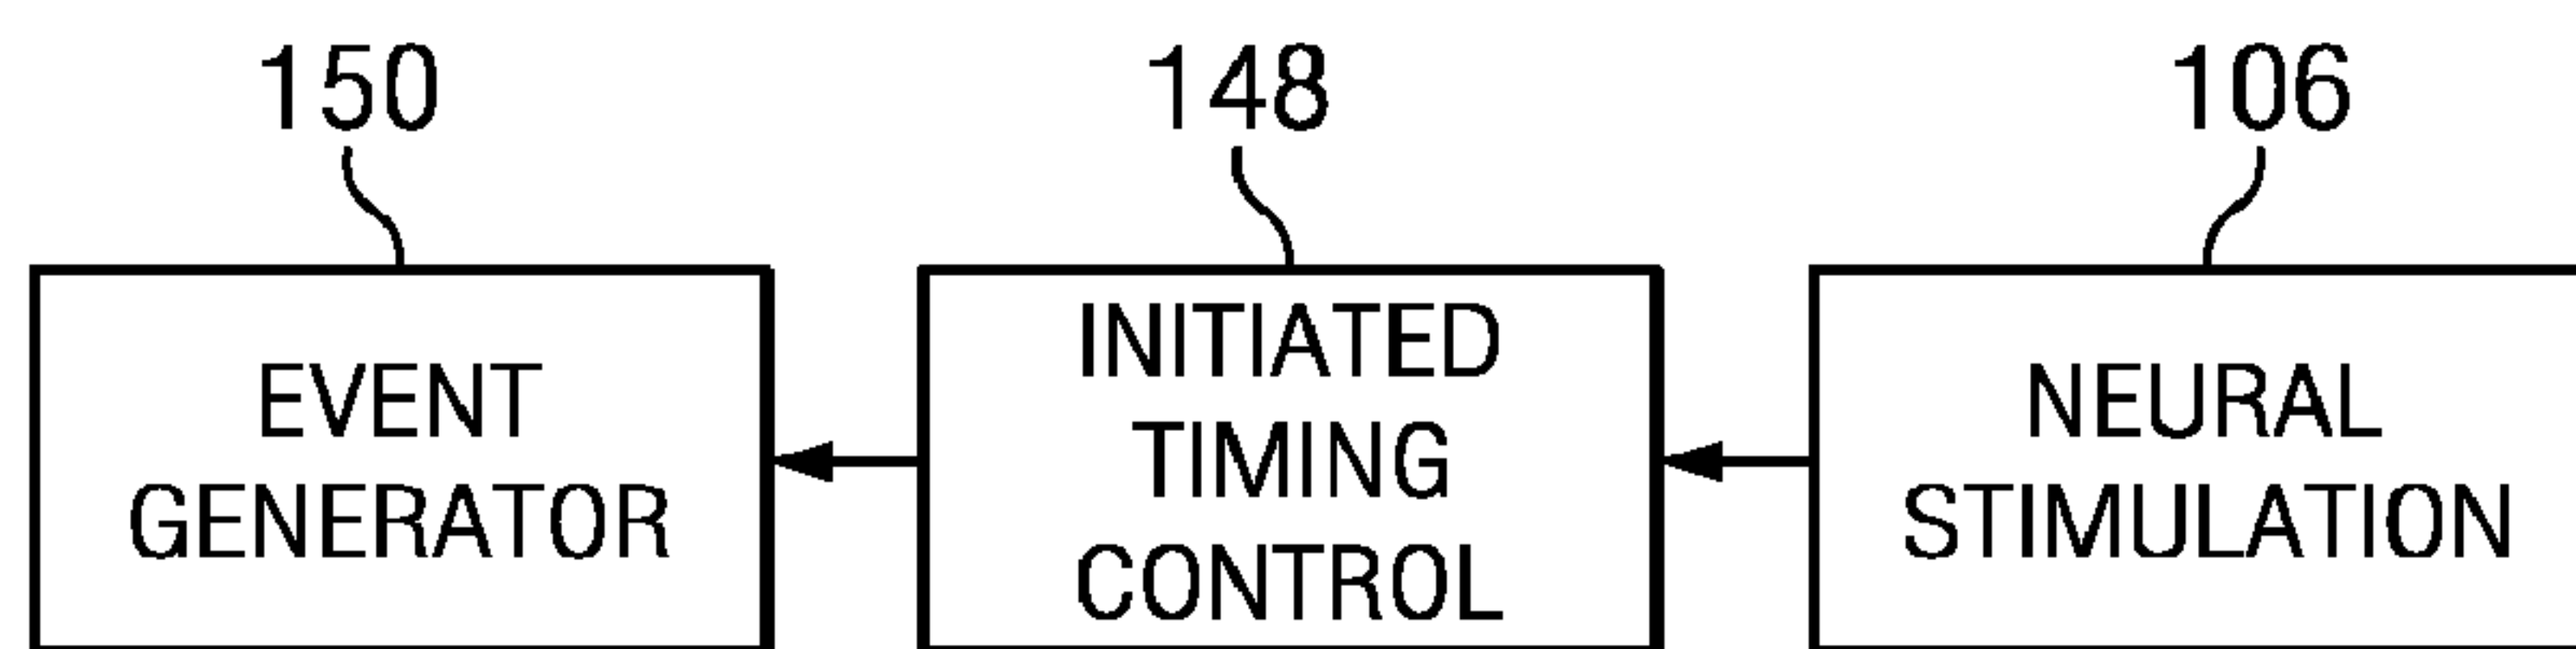 150
148
106
EVENT
GENERATOR
INITIATED
TIMING
CONTROL
NEURAL
STIMULATION